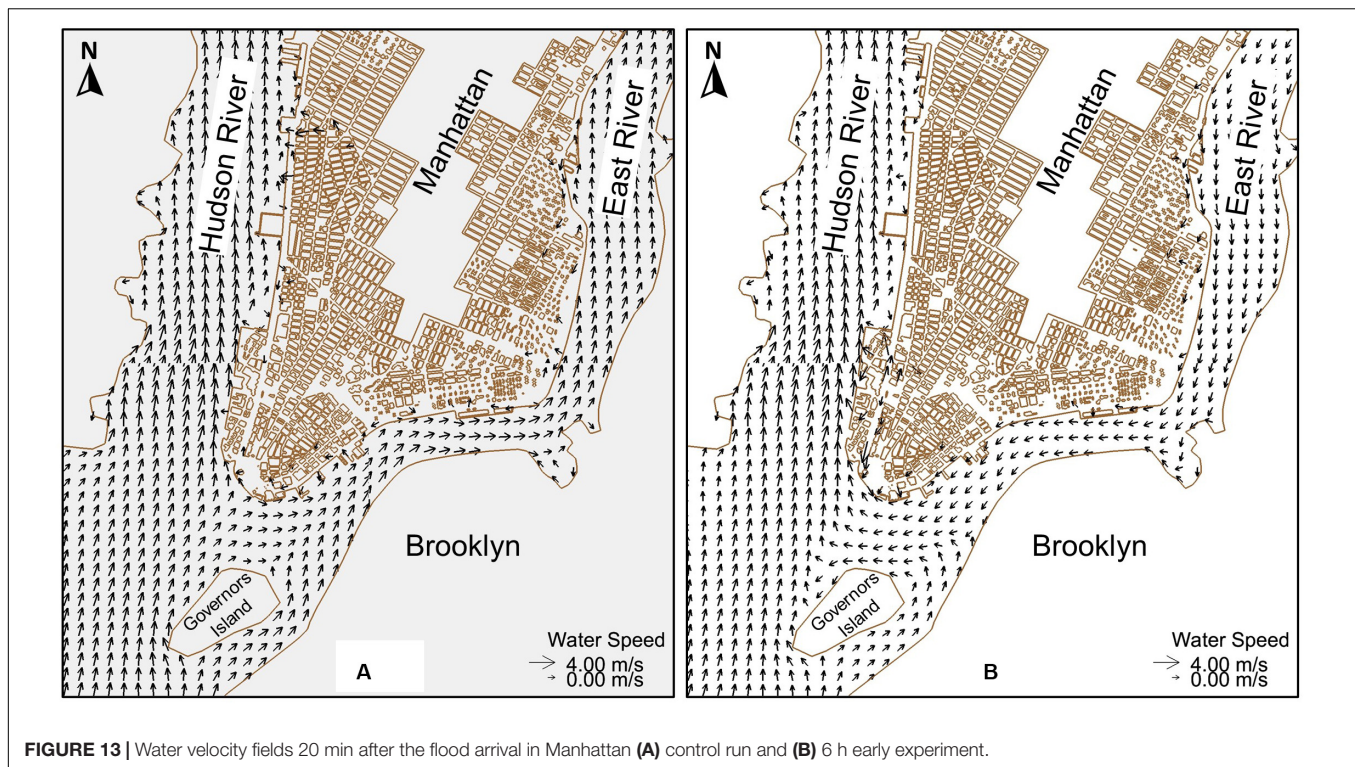 N
Hudson River
Manhattan
East River
Brooklyn
Governors
Island
Water Speed
4.00 m/s
0.00 m/s
A
N
Hudson River
Manhattan
East River
Brooklyn
Governors
Island
Water Speed
4.00 m/s
0.00 m/s
B
FIGURE 13 | Water velocity fields 20 min after the flood arrival in Manhattan (A) control run and (B) 6 h early experiment.